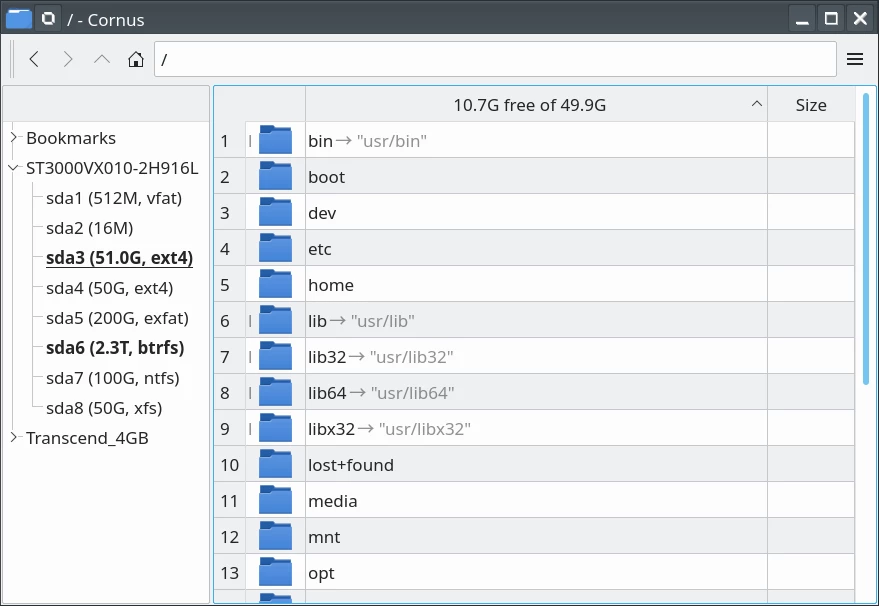 / - Cornus
/
10.7G free of 49.9G Size
Bookmarks
ST3000VX010-2H916L
sda1 (512M, vfat)
sda2 (16M)
sda3 (51.0G, ext4)
sda4 (50G, ext4)
sda5 (200G, exfat)
sda6 (2.3T, btrfs)
sda7 (100G, ntfs)
sda8 (50G, xfs)
Transcend_4GB
1 l bin→"usr/bin"
2 boot
3 dev
4 etc
5 home
6 l lib→"usr/lib"
7 l lib32→"usr/lib32"
8 l lib64→"usr/lib64"
9 l libx32→"usr/libx32"
10 lost+found
11 media
12 mnt
13 opt